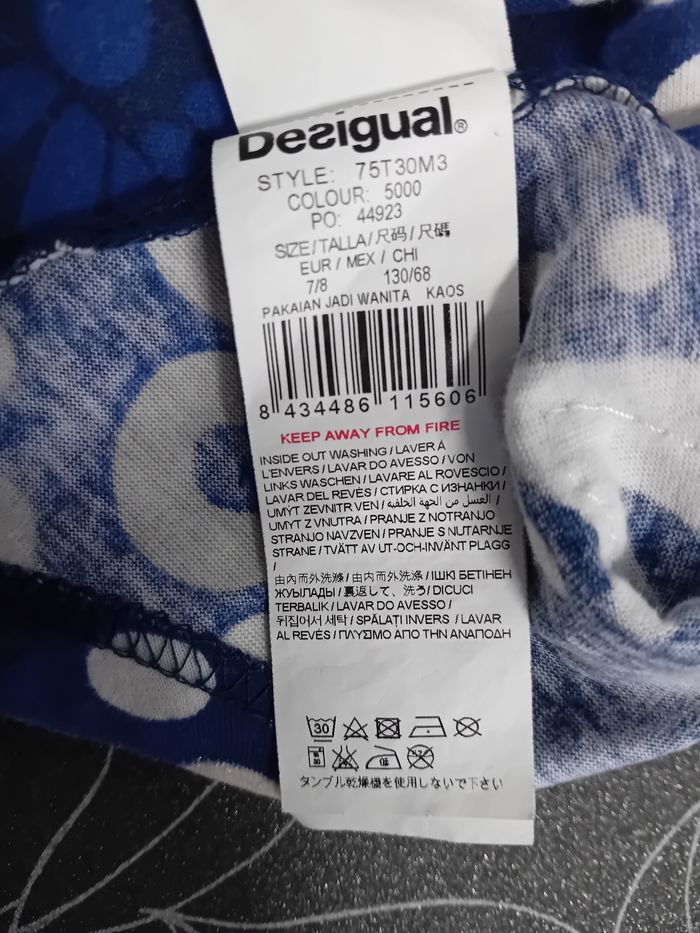 Desigual®
STYLE: 75T30M3
COLOUR: 5000
PO: 44923
SIZE/TALLA/尺码/尺碼
EUR / MEX / CHI
7/8 130/68
PAKAIAN JADI WANITA KAOS
8 434486 115606
KEEP AWAY FROM FIRE
INSIDE OUT WASHING / LAVER À
L'ENVERS / LAVAR DO AVESSO / VON
LINKS WASCHEN / LAVARE AL ROVESCIO /
LAVAR DEL REVÉS / СТИРКА С ИЗНАНКИ /
UMÝT ZEVNITR VEN / الغسل من الجهة الخلفيه /
UMYT Z VNUTRA / PRANJE Z NOTRANJO
STRANJO NAVZVEN / PRANJE S NUTARNJE
STRANE / TVÄTT AV UT-OCH-INVÄNT PLAGG
/
由內而外洗滌 / 由内而外洗涤 / ІШКІ БЕТІНЕН
ЖУЫЛАДЫ / 裏返して、洗う / DICUCI
TERBALIK / LAVAR DO AVESSO /
뒤집어서 세탁 / SPĂLAȚI INVERS / LAVAR
AL REVÉS / ΠΛΥΣΙΜΟ ΑΠΟ ΤΗΝ ΑΝΑΠΟΔΗ
30
30 低
タンブル乾燥機を使用しないで下さい